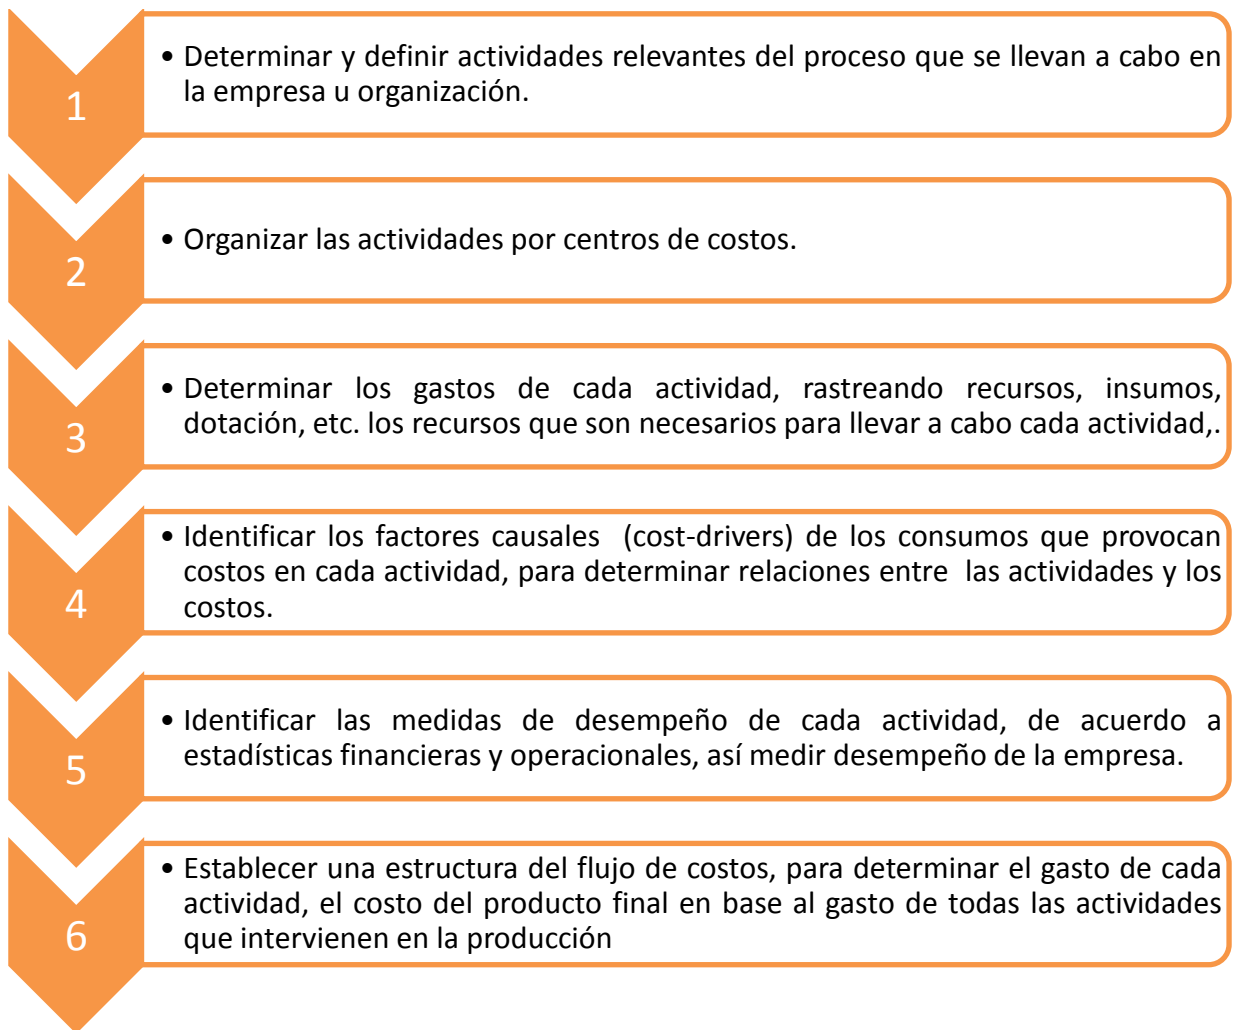 1
• Determinar y definir actividades relevantes del proceso que se llevan a cabo en
la empresa u organización.
2
• Organizar las actividades por centros de costos.
3
• Determinar los gastos de cada actividad, rastreando recursos, insumos,
dotación, etc. los recursos que son necesarios para llevar a cabo cada actividad,.
4
• Identificar los factores causales (cost-drivers) de los consumos que provocan
costos en cada actividad, para determinar relaciones entre las actividades y los
costos.
5
• Identificar las medidas de desempeño de cada actividad, de acuerdo a
estadísticas financieras y operacionales, así medir desempeño de la empresa.
6
• Establecer una estructura del flujo de costos, para determinar el gasto de cada
actividad, el costo del producto final en base al gasto de todas las actividades
que intervienen en la producción